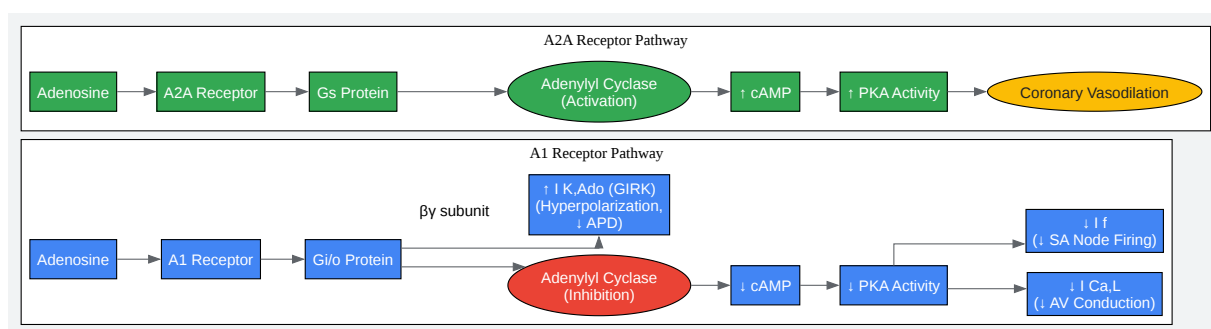 A2A Receptor Pathway
Adenosine
A2A Receptor
Gs Protein
Adenylyl Cyclase
(Activation)
↑ cAMP
↑ PKA Activity
Coronary Vasodilation
A1 Receptor Pathway
Adenosine
A1 Receptor
Gi/o Protein
βγ subunit
↑ I K,Ado (GIRK)
(Hyperpolarization,
↓ APD)
Adenylyl Cyclase
(Inhibition)
↓ cAMP
↓ PKA Activity
↓ I f
(↓ SA Node Firing)
↓ I Ca,L
(↓ AV Conduction)